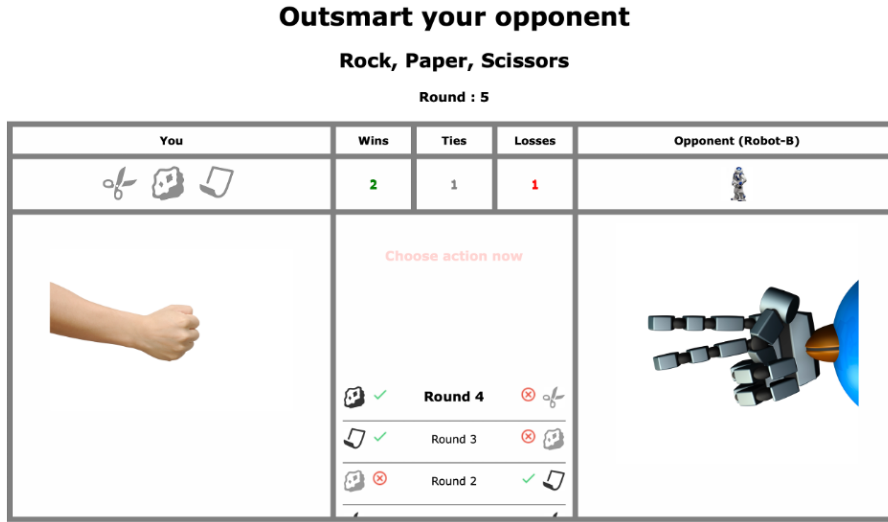 Outsmart your opponent
Rock, Paper, Scissors
Round : 5
You Wins Ties Losses Opponent (Robot-B)
2 1 1
Choose action now
Round 4
Round 3
Round 2